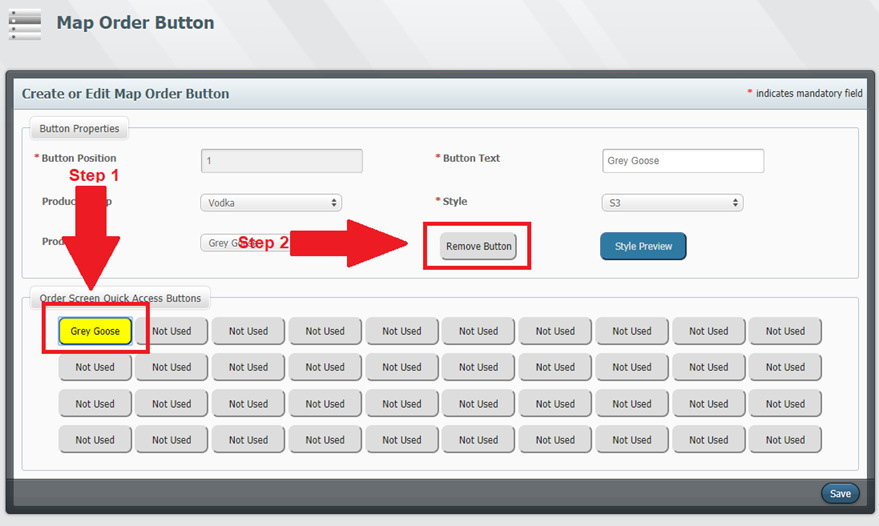 Map Order Button
Create or Edit Map Order Button
* indicates mandatory field
Button Properties
* Button Position
1
* Button Text
Grey Goose
Step 1
Vodka
* Style
S3
Grey Goose
Step 2
Remove Button
Style Preview
Order Screen Quick Access Buttons
Grey Goose Not Used Not Used Not Used Not Used Not Used Not Used Not Used Not Used Not Used
Not Used Not Used Not Used Not Used Not Used Not Used Not Used Not Used Not Used Not Used
Not Used Not Used Not Used Not Used Not Used Not Used Not Used Not Used Not Used Not Used
Not Used Not Used Not Used Not Used Not Used Not Used Not Used Not Used Not Used Not Used
Save